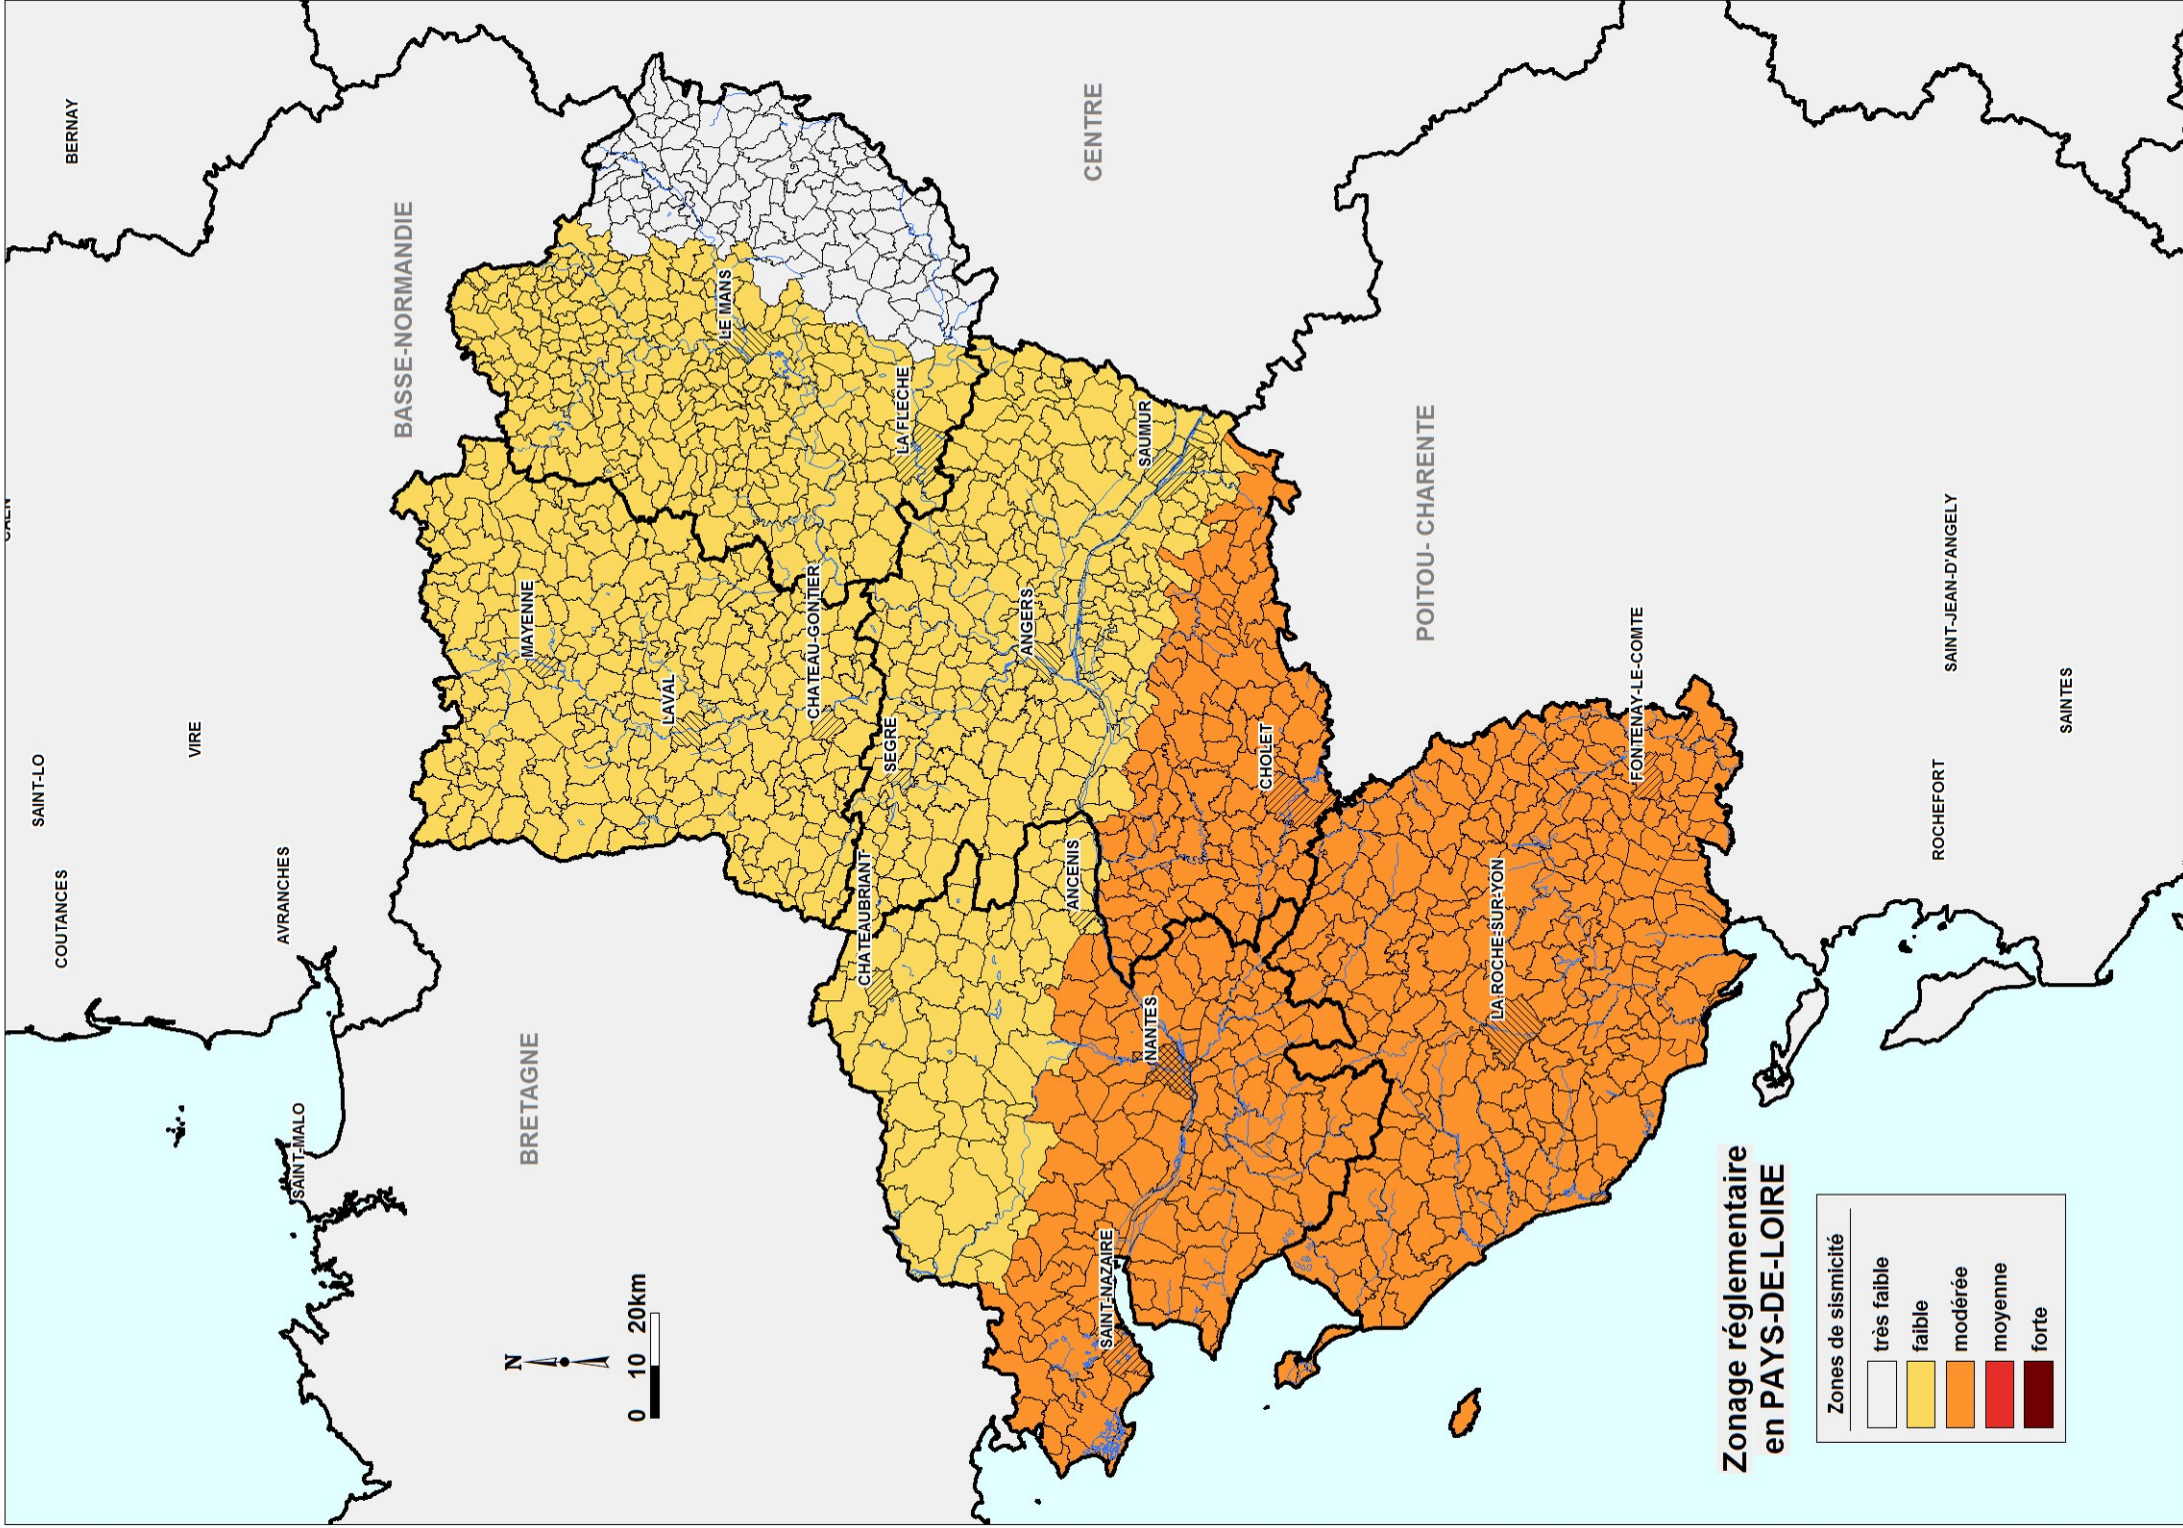 SAINT-LO
COUTANCES
VIRE
AVRANCHES
SAINT-MALO
BERNAY
BASSE-NORMANDIE
BRETAGNE
CENTRE
POITOU- CHARENTE
MAYENNE
LAVAL
CHATEAU-GONTIER
LE MANS
LA FLECHE
SEGRE
CHATEAUBRIANT
ANGERS
SAUMUR
ANCENIS
NANTES
SAINT-NAZAIRE
CHOLET
LA ROCHE-SUR-YON
FONTENAY-LE-COMTE
ROCHEFORT
SAINT-JEAN-D'ANGELY
SAINTES
N
0 10 20km
Zonage réglementaire
en PAYS-DE-LOIRE
Zones de sismicité
très faible
faible
modérée
moyenne
forte